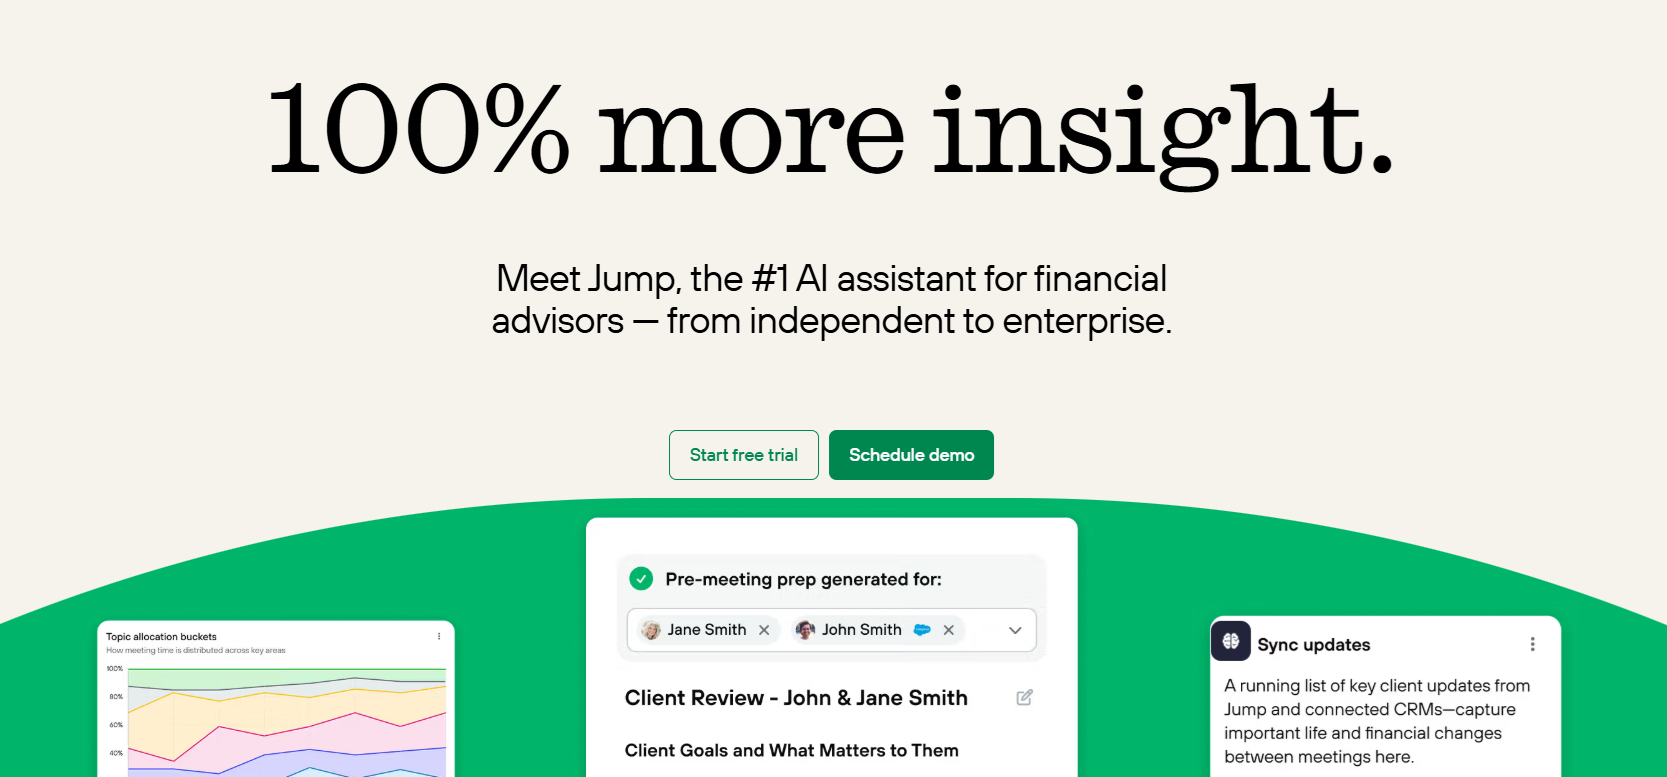 100% more insight.
Meet Jump, the #1 AI assistant for financial
advisors — from independent to enterprise.
Start free trial
Schedule demo
Topic allocation buckets
How meeting time is distributed across key areas
100%
80%
60%
40%
Pre-meeting prep generated for:
Jane Smith
John Smith
Client Review - John & Jane Smith
Client Goals and What Matters to Them
Sync updates
A running list of key client updates from
Jump and connected CRMs—capture
important life and financial changes
between meetings here.